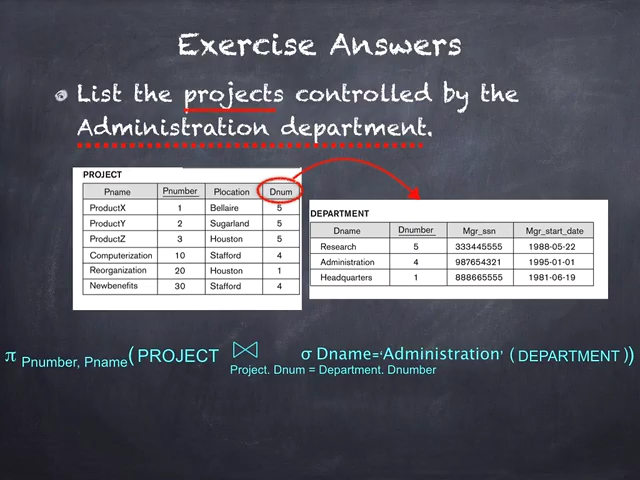 Exercise Answers
List the projects controlled by the
Administration department.
PROJECT
Pname Pnumber Plocation Dnum
ProductX 1 Bellaire 5
ProductY 2 Sugarland 5
ProductZ 3 Houston 5
Computerization 10 Stafford 4
Reorganization 20 Houston 1
Newbenefits 30 Stafford 4
DEPARTMENT
Dname Dnumber Mgr_ssn Mgr_start_date
Research 5 333445555 1988-05-22
Administration 4 987654321 1995-01-01
Headquarters 1 888665555 1981-06-19
π Pnumber, Pname(PROJECT ⋈ σ Dname=‘Administration’ (DEPARTMENT))
Project. Dnum = Department. Dnumber